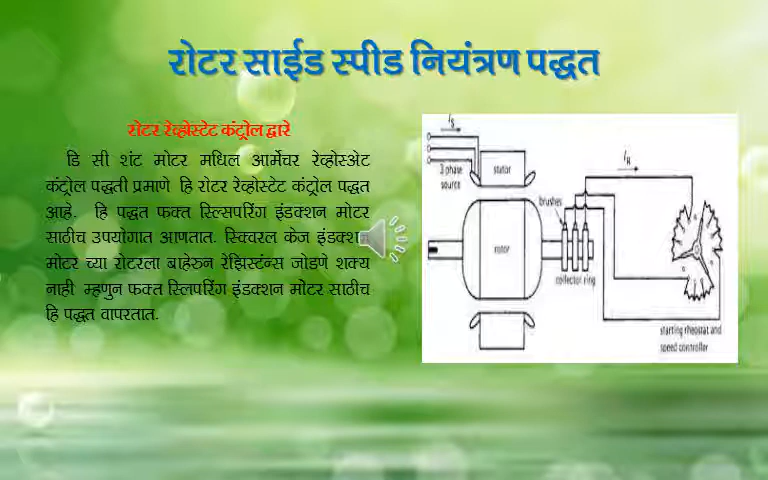 रोटर साईड स्पीड नियंत्रण पद्धत
रोटर रेव्होस्टेट कंट्रोल द्वारे
डि सी शंट मोटर मधिल आर्मेचर रेव्होस्अेट
कंट्रोल पद्धती प्रमाणे हि रोटर रेव्होस्टेट कंट्रोल पद्धत
आहे. हि पद्धत फक्त स्लिसपरिंग इंडक्शन मोटर
साठीच उपयोगात आणतात. स्क्विरल केज इंडक्शन
मोटर च्या रोटरला बाहेरुन रेझिस्टंन्स जोडणे शक्य
नाही म्हणुन फक्त स्लिपरिंग इंडक्शन मोटर साठीच
हि पद्धत वापरतात.
3 phase
source
stator
I_R
brushes
rotor
collector ring
starting rheostat and
speed controller